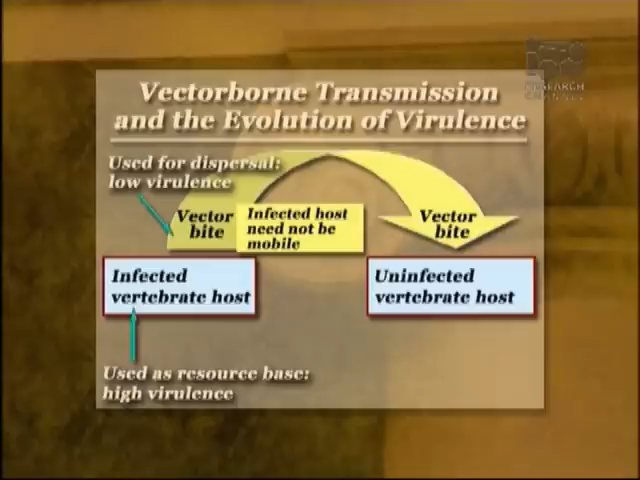 RESEARCH
Vectorborne Transmission
and the Evolution of Virulence
Used for dispersal:
low virulence
Vector
bite
Infected host
need not be
mobile
Vector
bite
Infected
vertebrate host
Uninfected
vertebrate host
Used as resource base:
high virulence